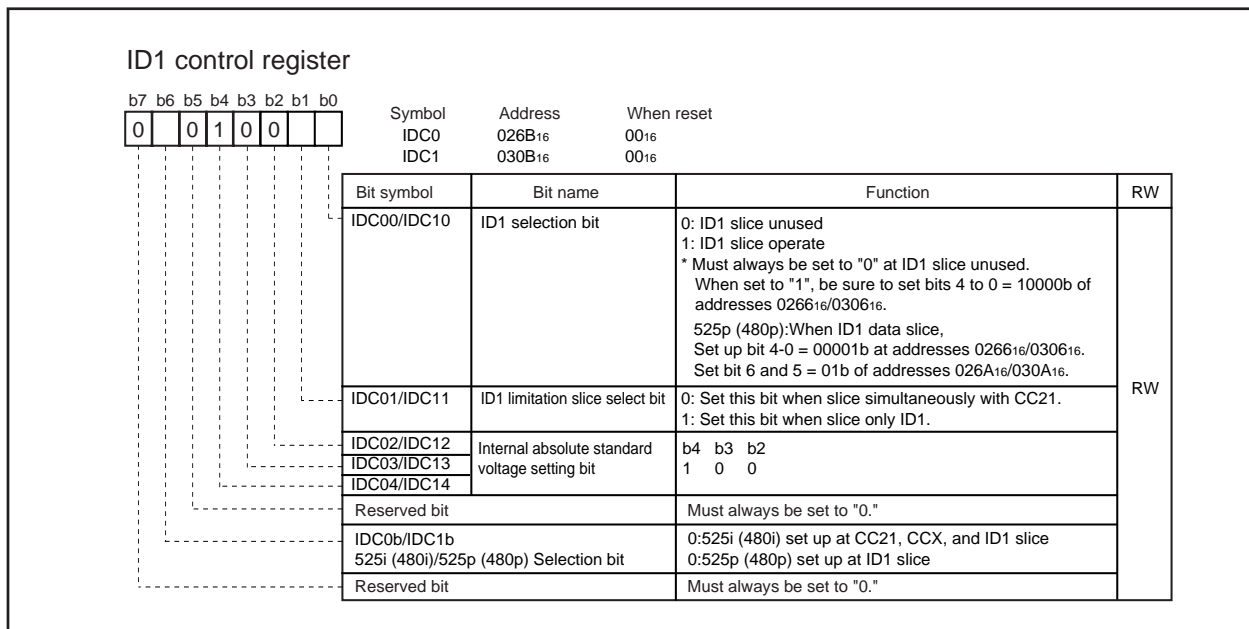 ID1 control register
b7 b6 b5 b4 b3 b2 b1 b0
0 0 1 0 0
Symbol Address When reset
IDC0 026B16 0016
IDC1 030B16 0016
Bit symbol Bit name Function RW
IDC00/IDC10 ID1 selection bit 0: ID1 slice unused
1: ID1 slice operate
* Must always be set to "0" at ID1 slice unused.
When set to "1", be sure to set bits 4 to 0 = 10000b of
addresses 026616/030616.
525p (480p):When ID1 data slice,
Set up bit 4-0 = 00001b at addresses 026616/030616.
Set bit 6 and 5 = 01b of addresses 026A16/030A16.
RW
IDC01/IDC11 ID1 limitation slice select bit 0: Set this bit when slice simultaneously with CC21.
1: Set this bit when slice only ID1.
IDC02/IDC12 Internal absolute standard b4 b3 b2
IDC03/IDC13 voltage setting bit 1 0 0
IDC04/IDC14
Reserved bit Must always be set to "0."
IDC0b/IDC1b 0:525i (480i) set up at CC21, CCX, and ID1 slice
525i (480i)/525p (480p) Selection bit 0:525p (480p) set up at ID1 slice
Reserved bit Must always be set to "0."